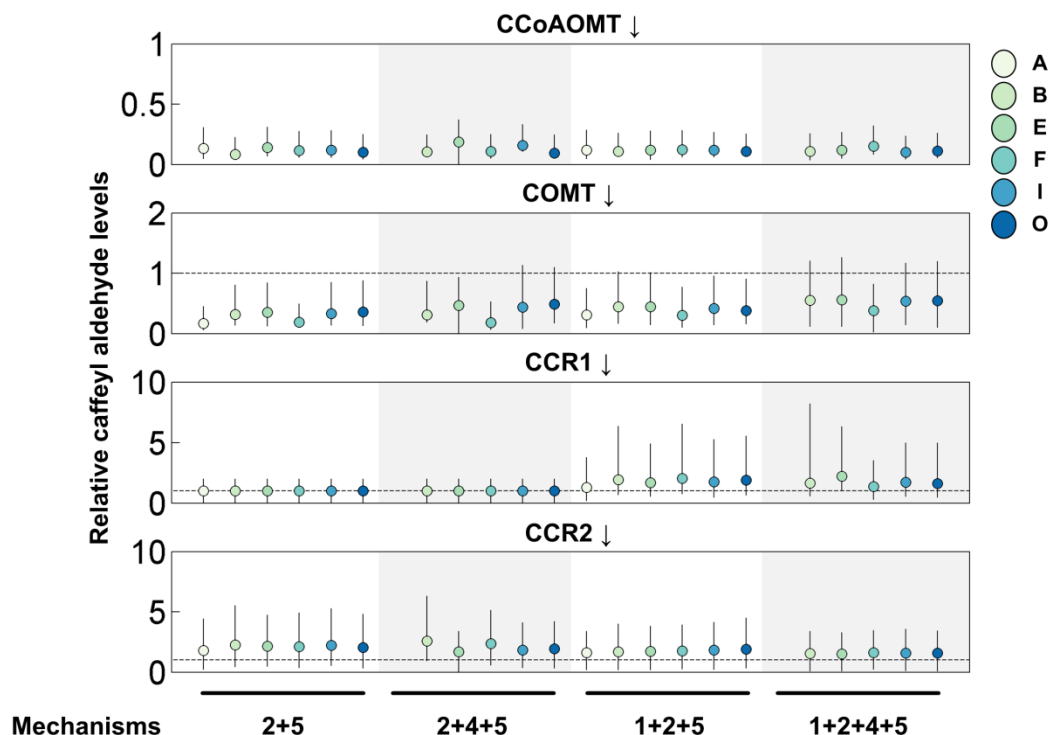 CCoAOMT ↓
1
0.5
0
COMT ↓
2
1
0
CCR1 ↓
10
5
0
CCR2 ↓
10
5
0
Relative caffeyl aldehyde levels
A
B
E
F
I
O
Mechanisms 2+5 2+4+5 1+2+5 1+2+4+5